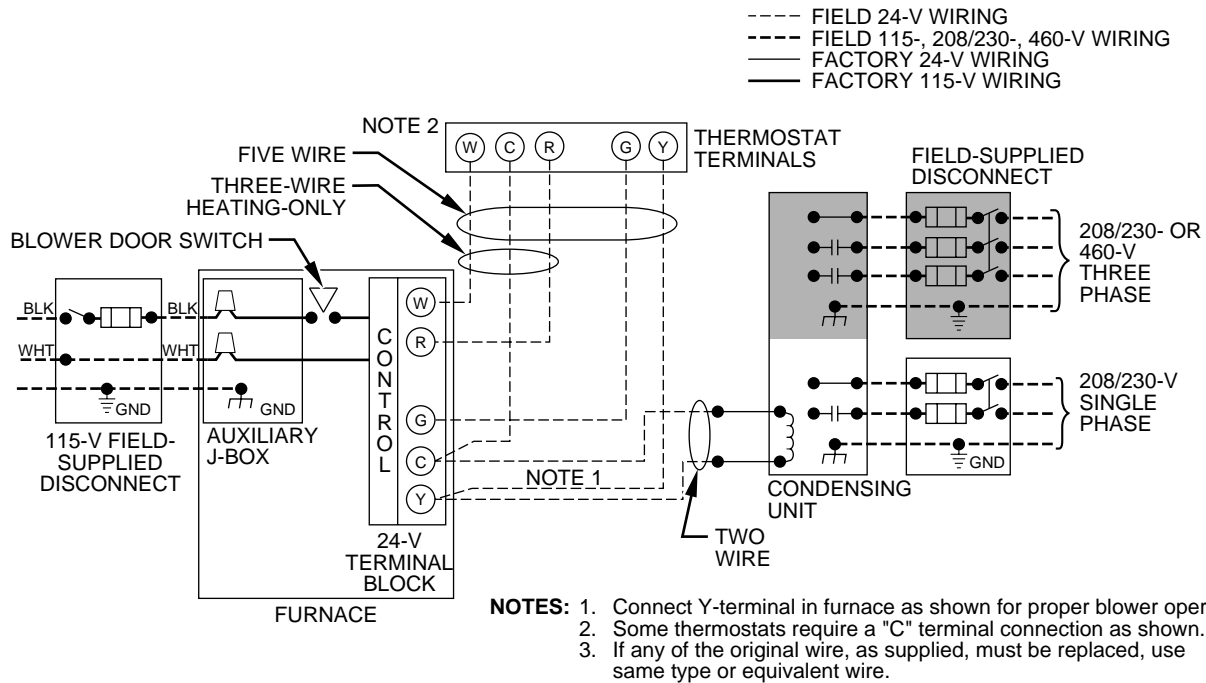 FIELD 24-V WIRING
FIELD 115-, 208/230-, 460-V WIRING
FACTORY 24-V WIRING
FACTORY 115-V WIRING
NOTE 2
W C R G Y
THERMOSTAT
TERMINALS
FIVE WIRE
THREE-WIRE
HEATING-ONLY
BLOWER DOOR SWITCH
FIELD-SUPPLIED
DISCONNECT
208/230- OR
460-V
THREE
PHASE
BLK
BLK
WHT
WHT
GND
GND
115-V FIELD-
SUPPLIED
DISCONNECT
AUXILIARY
J-BOX
CONTROL
W
R
G
C
Y
NOTE 1
24-V
TERMINAL
BLOCK
FURNACE
TWO
WIRE
CONDENSING
UNIT
208/230-V
SINGLE
PHASE
GND
NOTES: 1. Connect Y-terminal in furnace as shown for proper blower oper
2. Some thermostats require a "C" terminal connection as shown.
3. If any of the original wire, as supplied, must be replaced, use
same type or equivalent wire.